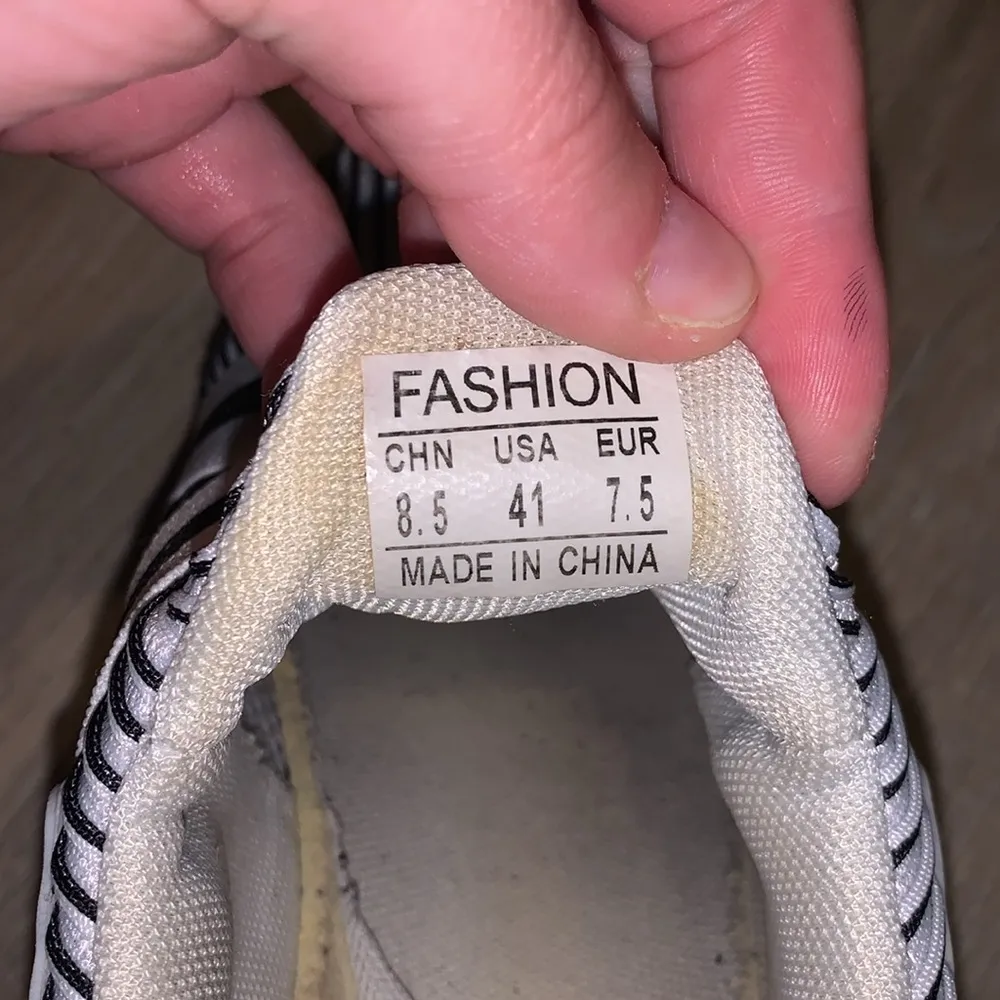 FASHION
CHN USA EUR
8.5 41 7.5
MADE IN CHINA